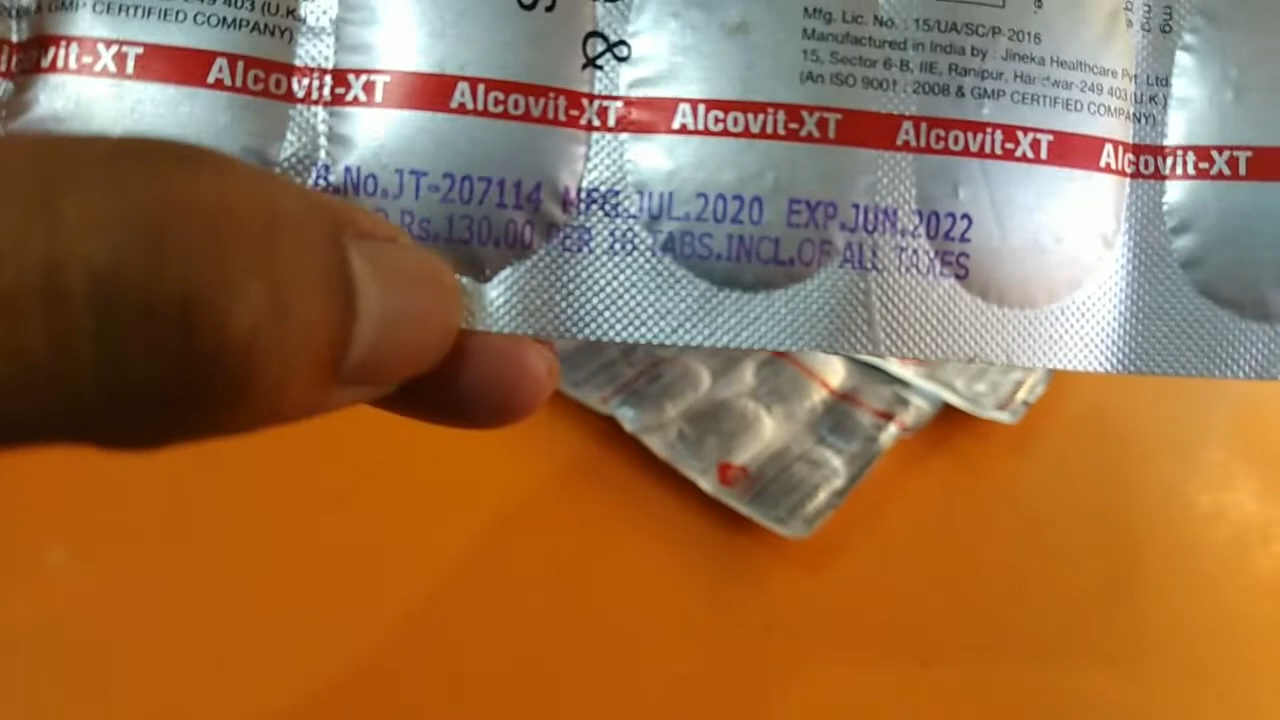 GMP CERTIFIED COMPANY)
&
Mfg. Lic. No. : 15/UA/SC/P-2016
Manufactured in India by : Jineka Healthcare Pvt. Ltd.
15, Sector 6-B, IIE, Ranipur, Haridwar-249 403 (U.K.)
(An ISO 9001 : 2008 & GMP CERTIFIED COMPANY)
mg
Alcovit-XT Alcovit-XT Alcovit-XT Alcovit-XT Alcovit-XT
B.No.JT-207114 MFG.JUL.2020 EXP.JUN.2022
Rs.130.00 PER 10 TABS.INCL.OF ALL TAXES